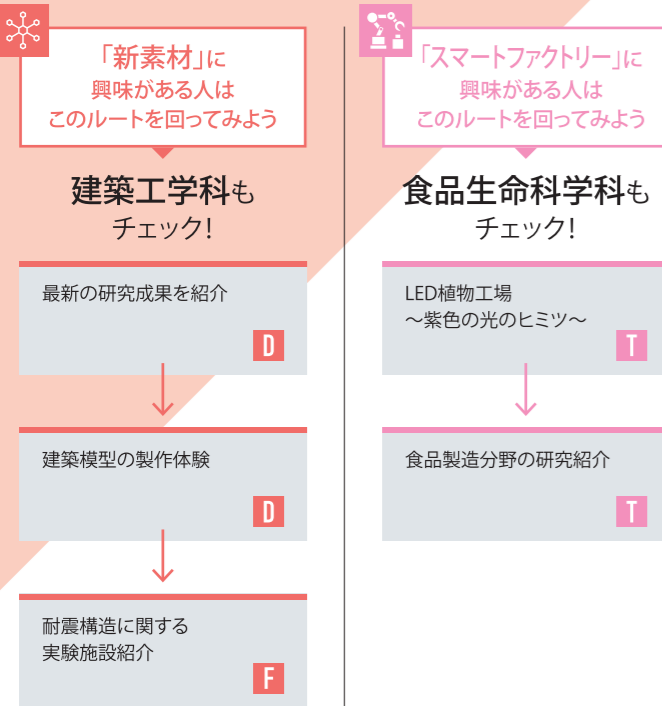 「新素材」に
興味がある人は
このルートを回ってみよう
建築工学科も
チェック!
最新の研究成果を紹介
D
建築模型の製作体験
D
耐震構造に関する
実験施設紹介
F
「スマートファクトリー」に
興味がある人は
このルートを回ってみよう
食品生命科学科も
チェック!
LED植物工場
～紫色の光のヒミツ～
T
食品製造分野の研究紹介
T